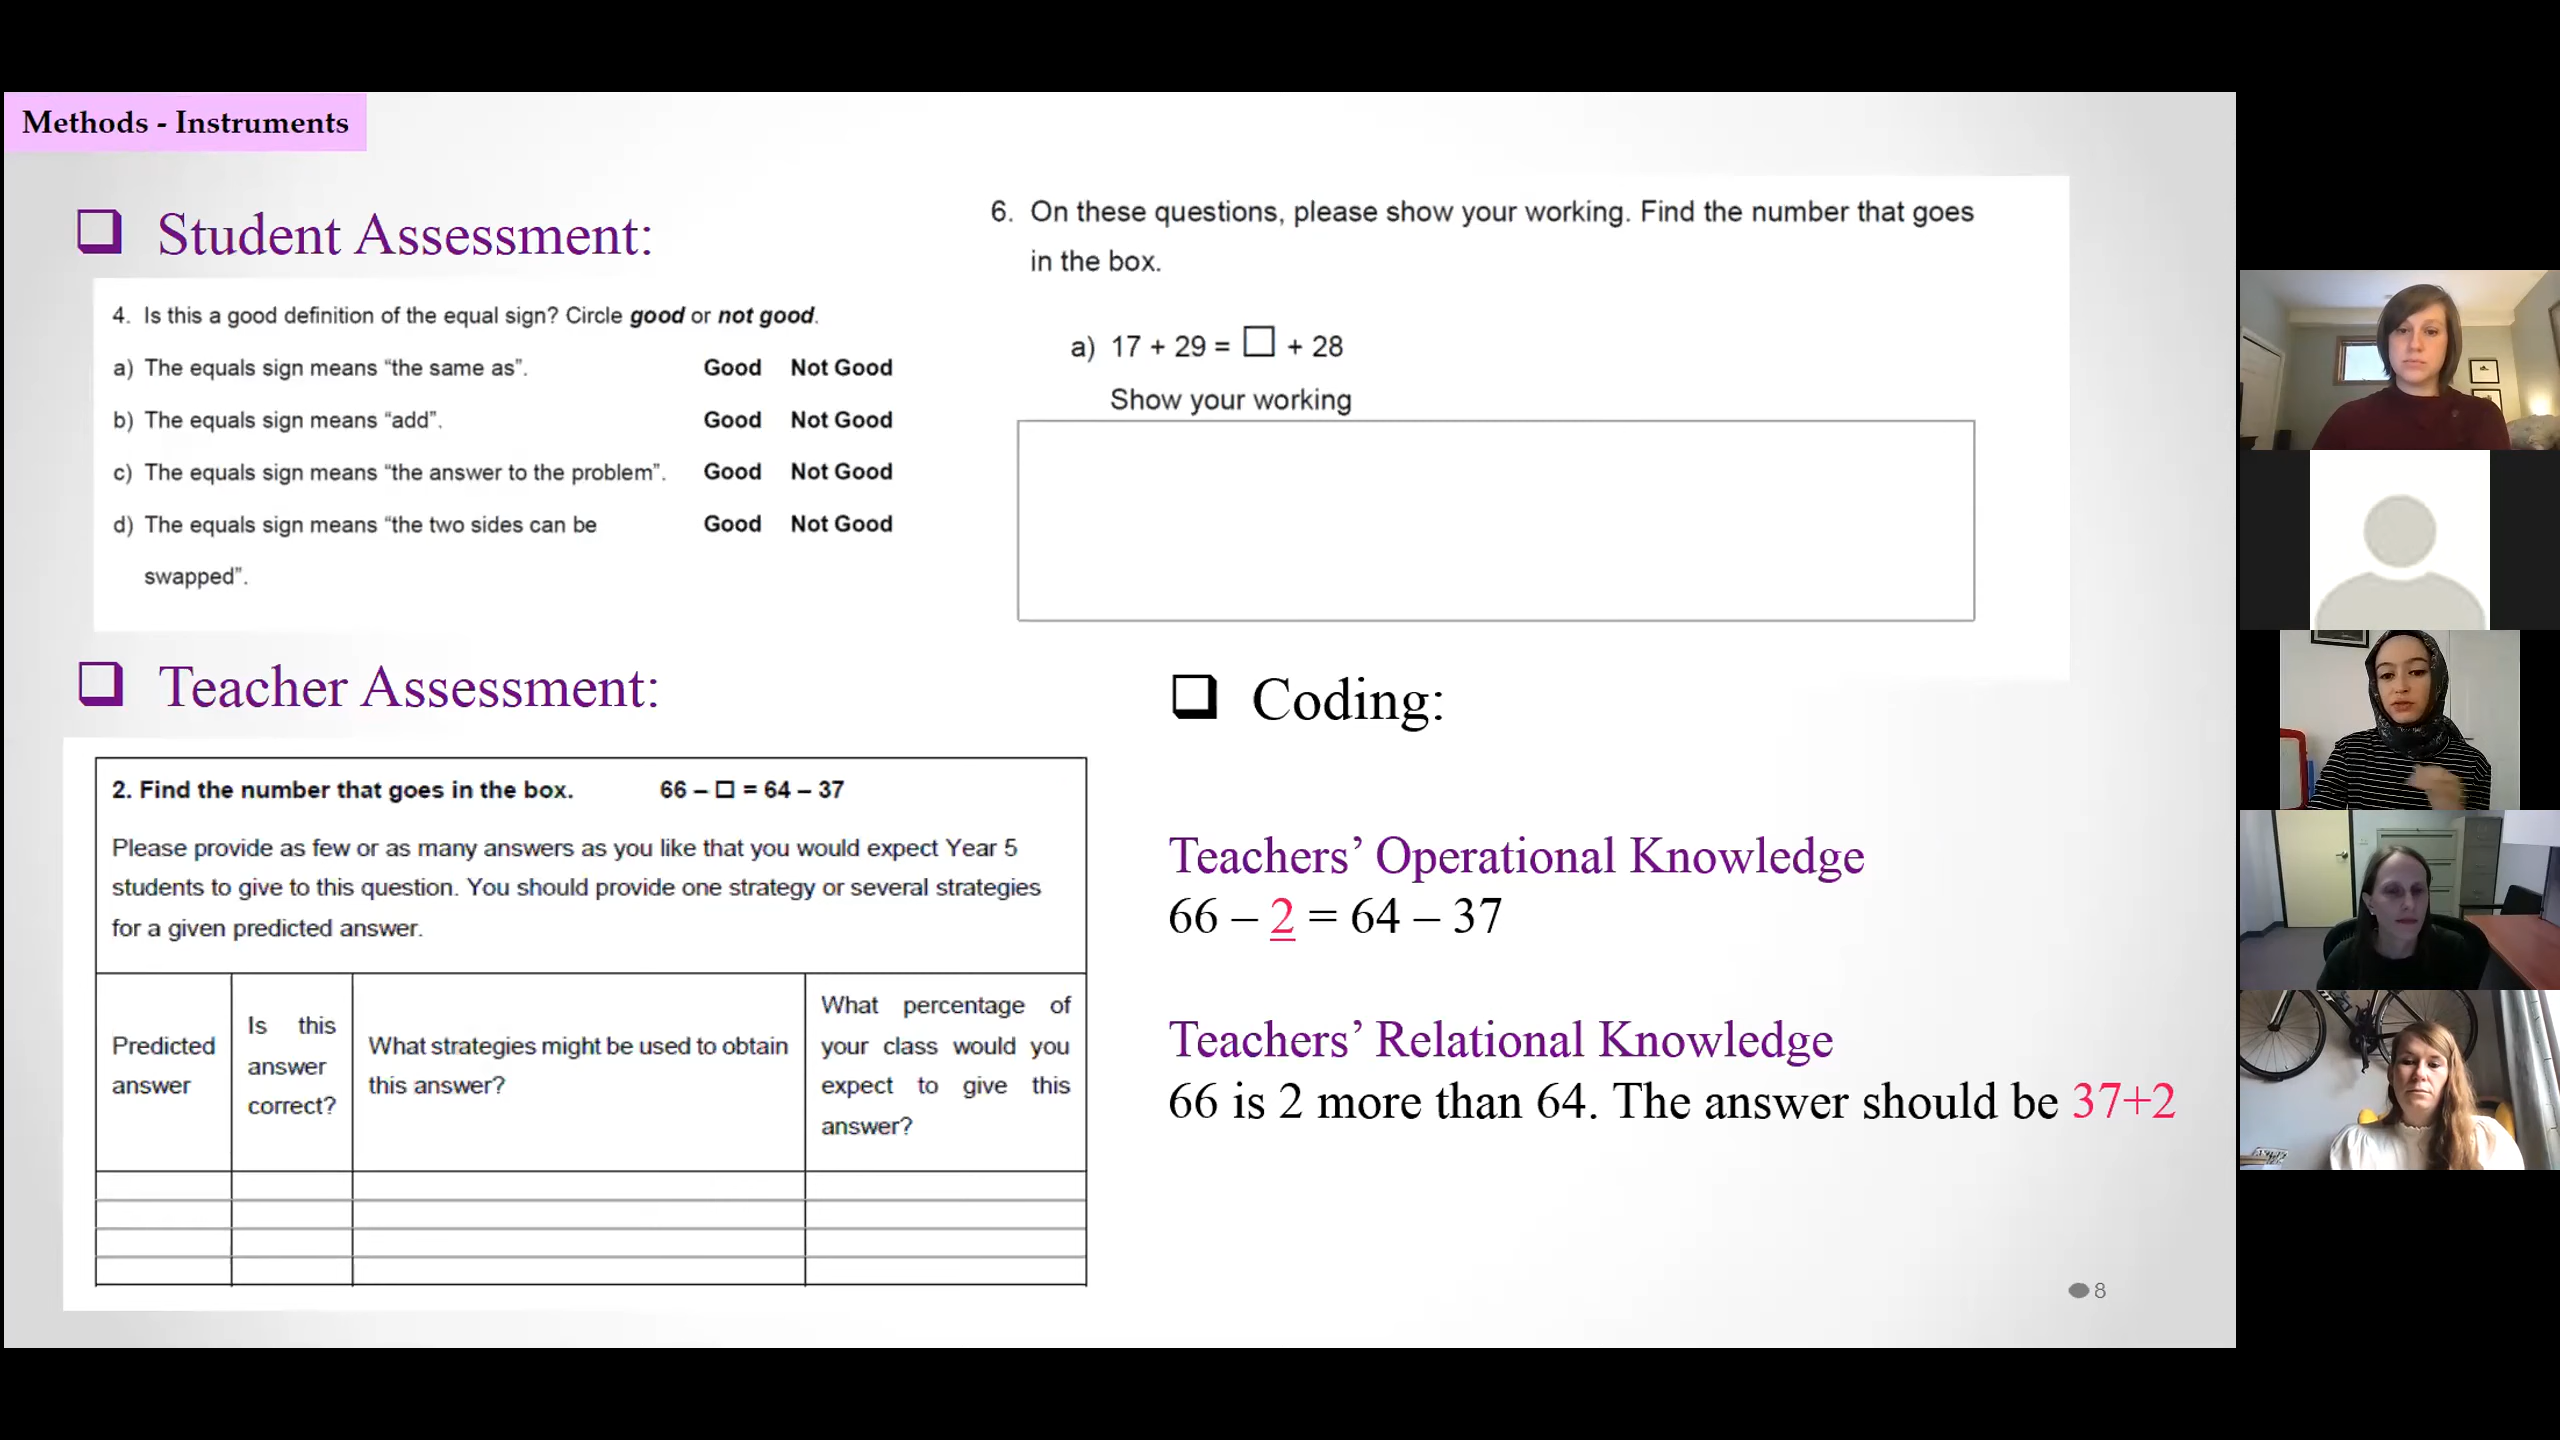 Methods - Instruments
Student Assessment:
4. Is this a good definition of the equal sign? Circle good or not good.
a) The equals sign means “the same as”. Good Not Good
b) The equals sign means “add”. Good Not Good
c) The equals sign means “the answer to the problem”. Good Not Good
d) The equals sign means “the two sides can be Good Not Good
swapped”.
6. On these questions, please show your working. Find the number that goes
in the box.
a) 17 + 29 = □ + 28
Show your working
Teacher Assessment:
2. Find the number that goes in the box. 66 – □ = 64 – 37
Please provide as few or as many answers as you like that you would expect Year 5
students to give to this question. You should provide one strategy or several strategies
for a given predicted answer.
Predicted
answer
Is this
answer
correct?
What strategies might be used to obtain
this answer?
What percentage of
your class would you
expect to give this
answer?
Coding:
Teachers’ Operational Knowledge
66 – 2 = 64 – 37
Teachers’ Relational Knowledge
66 is 2 more than 64. The answer should be 37+2
8